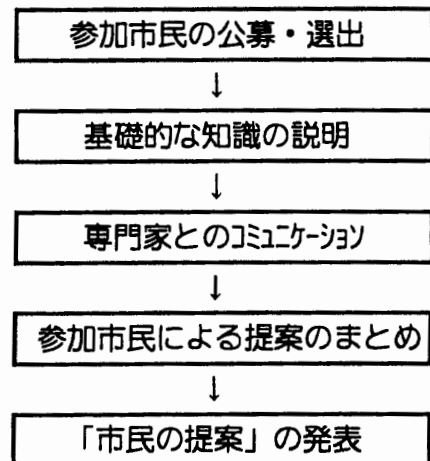 参加市民の公募・選出
↓
基礎的な知識の説明
↓
専門家とのｺﾐｭﾆｹｰｼｮﾝ
↓
参加市民による提案のまとめ
↓
「市民の提案」の発表